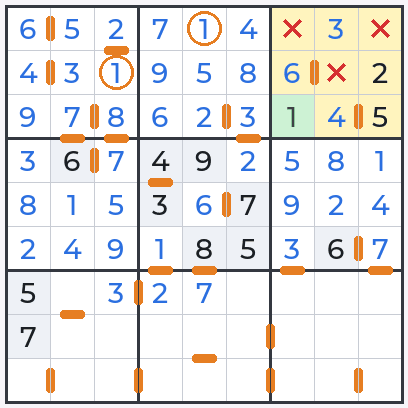 6 5 2 7 1 4 × 3 ×
4 3 1 9 5 8 6 × 2
9 7 8 6 2 3 1 4 5
3 6 7 4 9 2 5 8 1
8 1 5 3 6 7 9 2 4
2 4 9 1 8 5 3 6 7
5 3 2 7
7